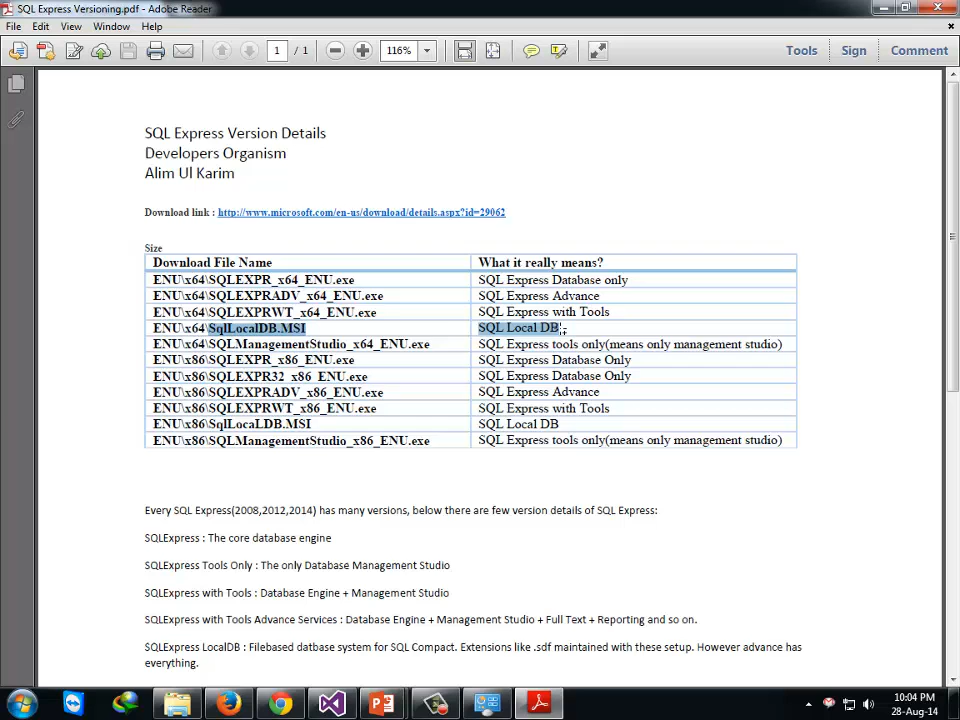 SQL Express Versioning.pdf - Adobe Reader
File Edit View Window Help
1 / 1 116% Tools Sign Comment
SQL Express Version Details
Developers Organism
Alim Ul Karim
Download link : http://www.microsoft.com/en-us/download/details.aspx?id=29062
Size
Download File Name What it really means?
ENU\x64\SQLEXPR_x64_ENU.exe SQL Express Database only
ENU\x64\SQLEXPRADV_x64_ENU.exe SQL Express Advance
ENU\x64\SQLEXPRWT_x64_ENU.exe SQL Express with Tools
ENU\x64\SqlLocalDB.MSI SQL Local DB
ENU\x64\SQLManagementStudio_x64_ENU.exe SQL Express tools only(means only management studio)
ENU\x86\SQLEXPR_x86_ENU.exe SQL Express Database Only
ENU\x86\SQLEXPR32_x86_ENU.exe SQL Express Database Only
ENU\x86\SQLEXPRADV_x86_ENU.exe SQL Express Advance
ENU\x86\SQLEXPRWT_x86_ENU.exe SQL Express with Tools
ENU\x86\SqlLocaLDB.MSI SQL Local DB
ENU\x86\SQLManagementStudio_x86_ENU.exe SQL Express tools only(means only management studio)
Every SQL Express(2008,2012,2014) has many versions, below there are few version details of SQL Express:
SQLExpress : The core database engine
SQLExpress Tools Only : The only Database Management Studio
SQLExpress with Tools : Database Engine + Management Studio
SQLExpress with Tools Advance Services : Database Engine + Management Studio + Full Text + Reporting and so on.
SQLExpress LocalDB : Filebased datbase system for SQL Compact. Extensions like .sdf maintained with these setup. However advance has
everything.
10:04 PM
28-Aug-14